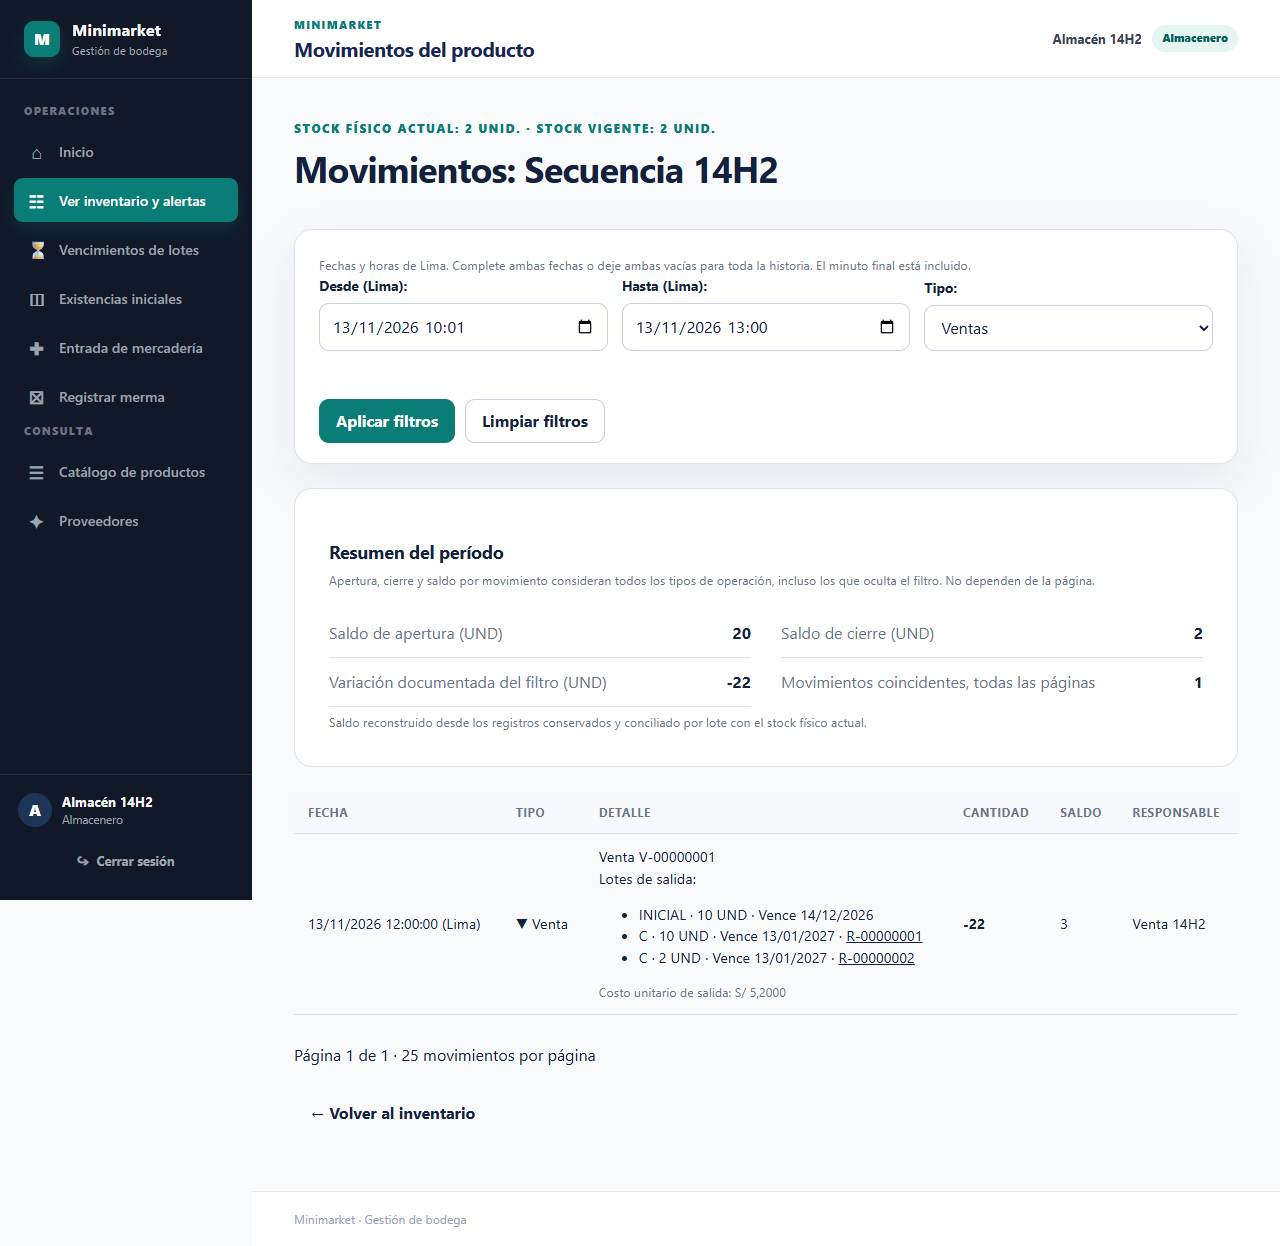 M
Minimarket
Gestión de bodega
OPERACIONES
Inicio
Ver inventario y alertas
Vencimientos de lotes
Existencias iniciales
Entrada de mercadería
Registrar merma
CONSULTA
Catálogo de productos
Proveedores
A
Almacén 14H2
Almacenero
Cerrar sesión
MINIMARKET
Movimientos del producto
Almacén 14H2 Almacenero
STOCK FÍSICO ACTUAL: 2 UNID. · STOCK VIGENTE: 2 UNID.
Movimientos: Secuencia 14H2
Fechas y horas de Lima. Complete ambas fechas o deje ambas vacías para toda la historia. El minuto final está incluido.
Desde (Lima): Hasta (Lima): Tipo:
13/11/2026 10:01 13/11/2026 13:00 Ventas
Aplicar filtros Limpiar filtros
Resumen del período
Apertura, cierre y saldo por movimiento consideran todos los tipos de operación, incluso los que oculta el filtro. No dependen de la página.
Saldo de apertura (UND) 20 Saldo de cierre (UND) 2
Variación documentada del filtro (UND) -22 Movimientos coincidentes, todas las páginas 1
Saldo reconstruido desde los registros conservados y conciliado por lote con el stock físico actual.
FECHA TIPO DETALLE CANTIDAD SALDO RESPONSABLE
Venta V-00000001
Lotes de salida:
• INICIAL · 10 UND · Vence 14/12/2026
13/11/2026 12:00:00 (Lima) ▼ Venta -22 3 Venta 14H2
• C · 10 UND · Vence 13/01/2027 · R-00000001
• C · 2 UND · Vence 13/01/2027 · R-00000002
Costo unitario de salida: S/ 5,2000
Página 1 de 1 · 25 movimientos por página
← Volver al inventario
Minimarket · Gestión de bodega